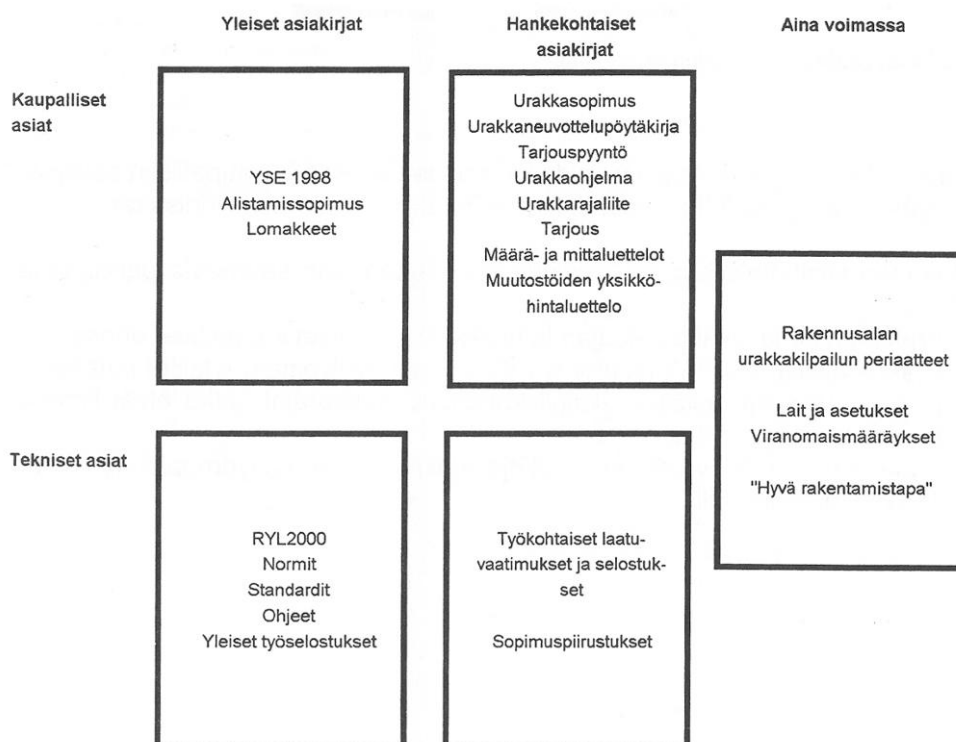 Yleiset asiakirjat
Hankekohtaiset
asiakirjat
Aina voimassa
Kaupalliset
asiat
YSE 1998
Alistamissopimus
Lomakkeet
Urakkasopimus
Urakkaneuvottelupöytäkirja
Tarjouspyyntö
Urakkaohjelma
Urakkarajaliite
Tarjous
Määrä- ja mittaluettelot
Muutostöiden yksikkö-
hintaluettelo
Rakennusalan
urakkakilpailun periaatteet
Lait ja asetukset
Viranomaismääräykset
"Hyvä rakentamistapa"
Tekniset asiat
RYL2000
Normit
Standardit
Ohjeet
Yleiset työselostukset
Työkohtaiset laatu-
vaatimukset ja selostuk-
set
Sopimuspiirustukset